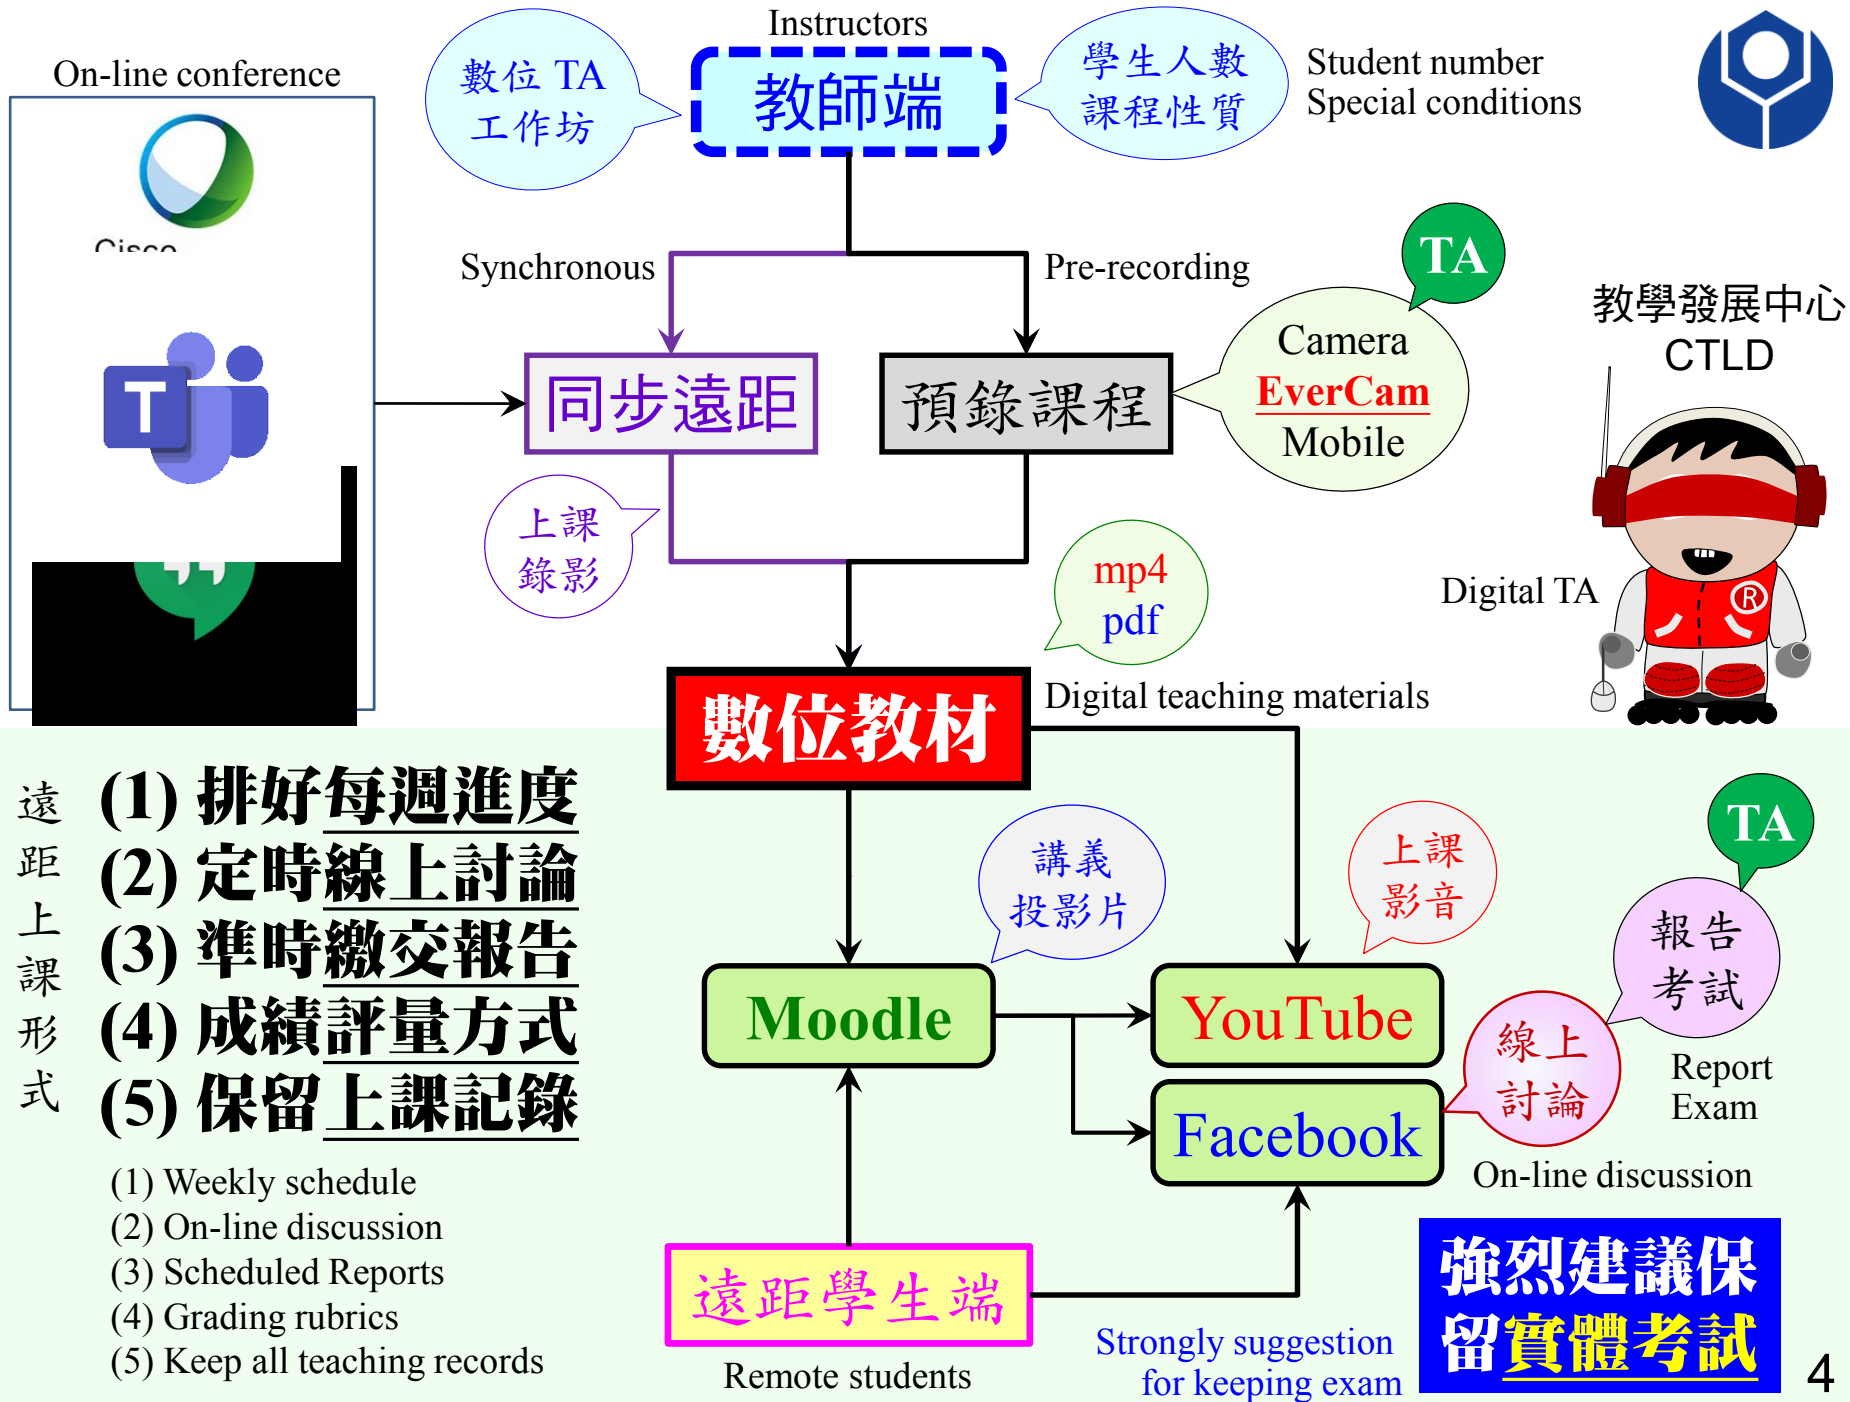 Instructors
On-line conference
數位 TA
工作坊
教師端
學生人數
課程性質
Student number
Special conditions
Synchronous
Pre-recording
TA
Camera
EverCam
Mobile
教學發展中心
CTLD
T
同步遠距
預錄課程
上課
錄影
mp4
pdf
Digital TA
®
數位教材
Digital teaching materials
遠距上課形式
(1) 排好每週進度
(2) 定時線上討論
(3) 準時繳交報告
(4) 成績評量方式
(5) 保留上課記錄
(1) Weekly schedule
(2) On-line discussion
(3) Scheduled Reports
(4) Grading rubrics
(5) Keep all teaching records
講義
投影片
上課
影音
TA
報告
考試
Moodle
YouTube
線上
討論
Report
Exam
Facebook
On-line discussion
遠距學生端
Remote students
Strongly suggestion
for keeping exam
強烈建議保
留實體考試
4